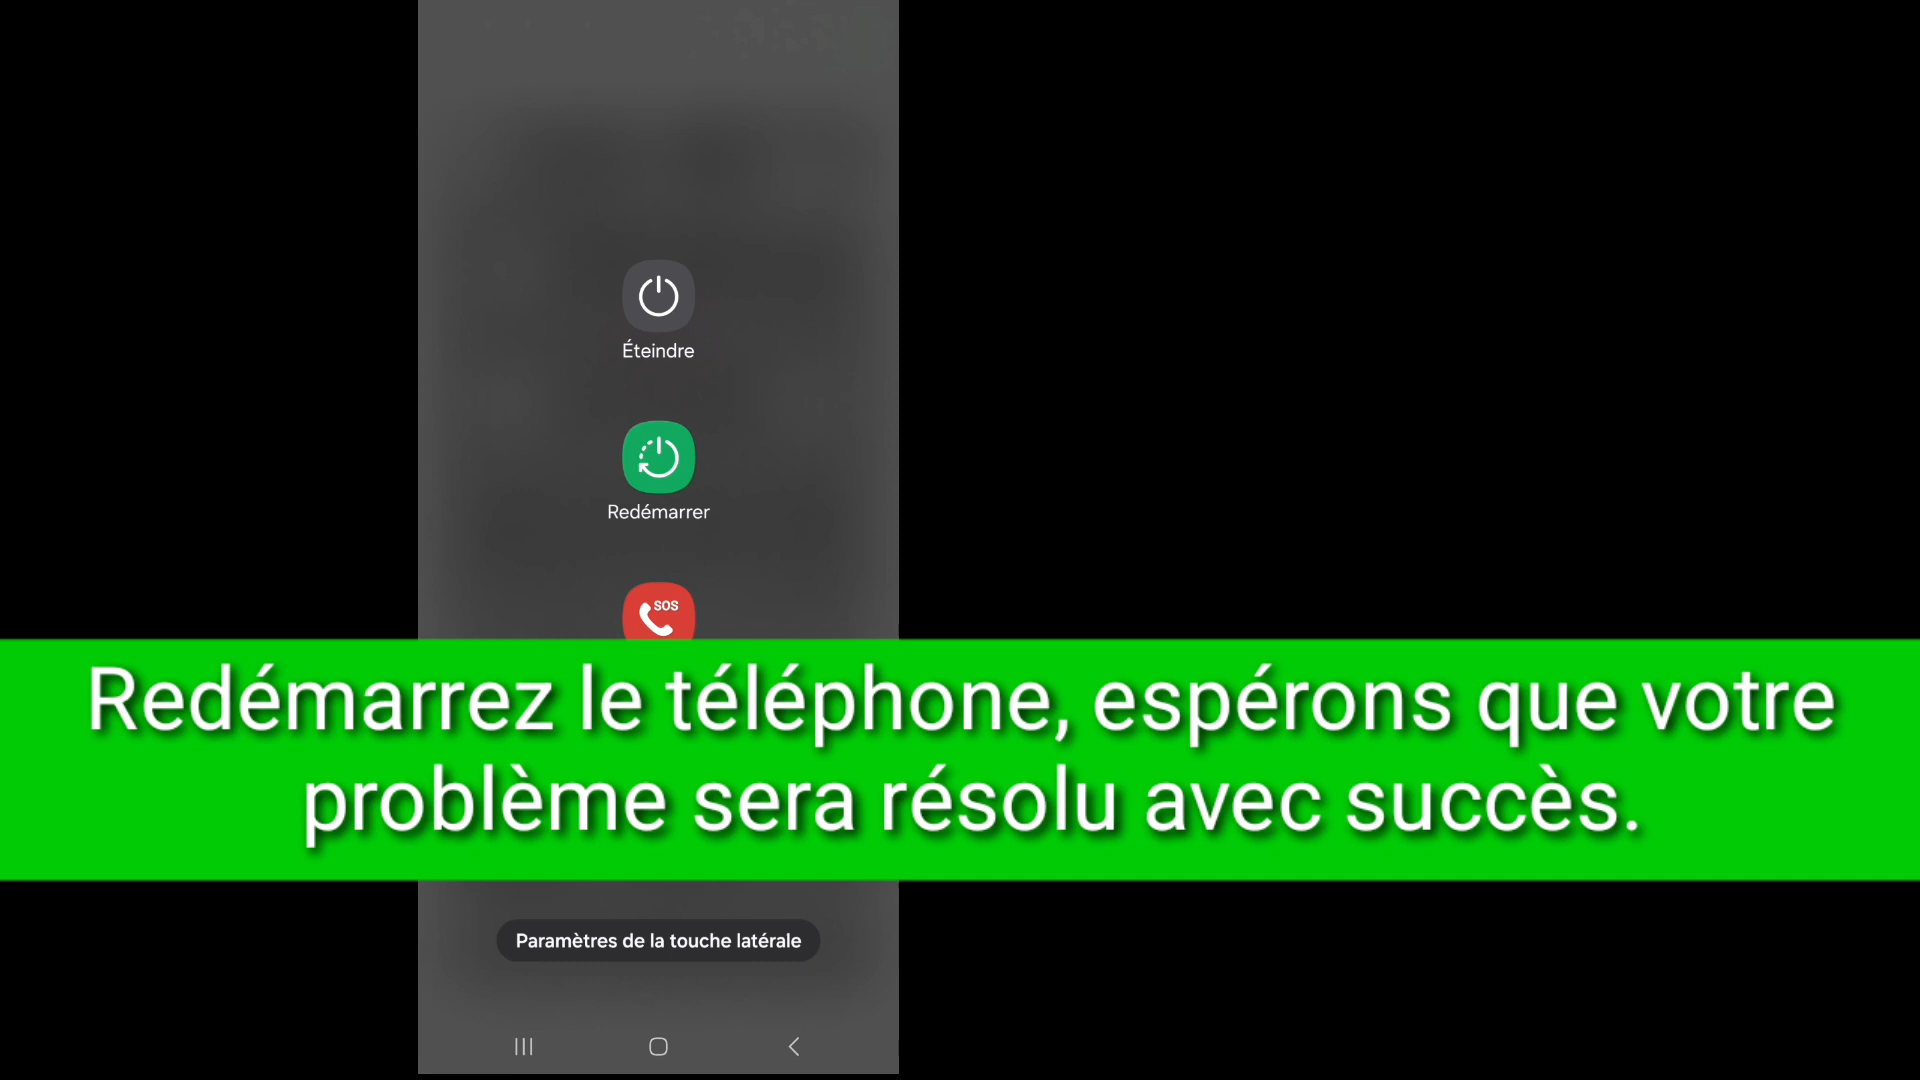 Éteindre
Redémarrer
SOS
Redémarrez le téléphone, espérons que votre
problème sera résolu avec succès.
Paramètres de la touche latérale